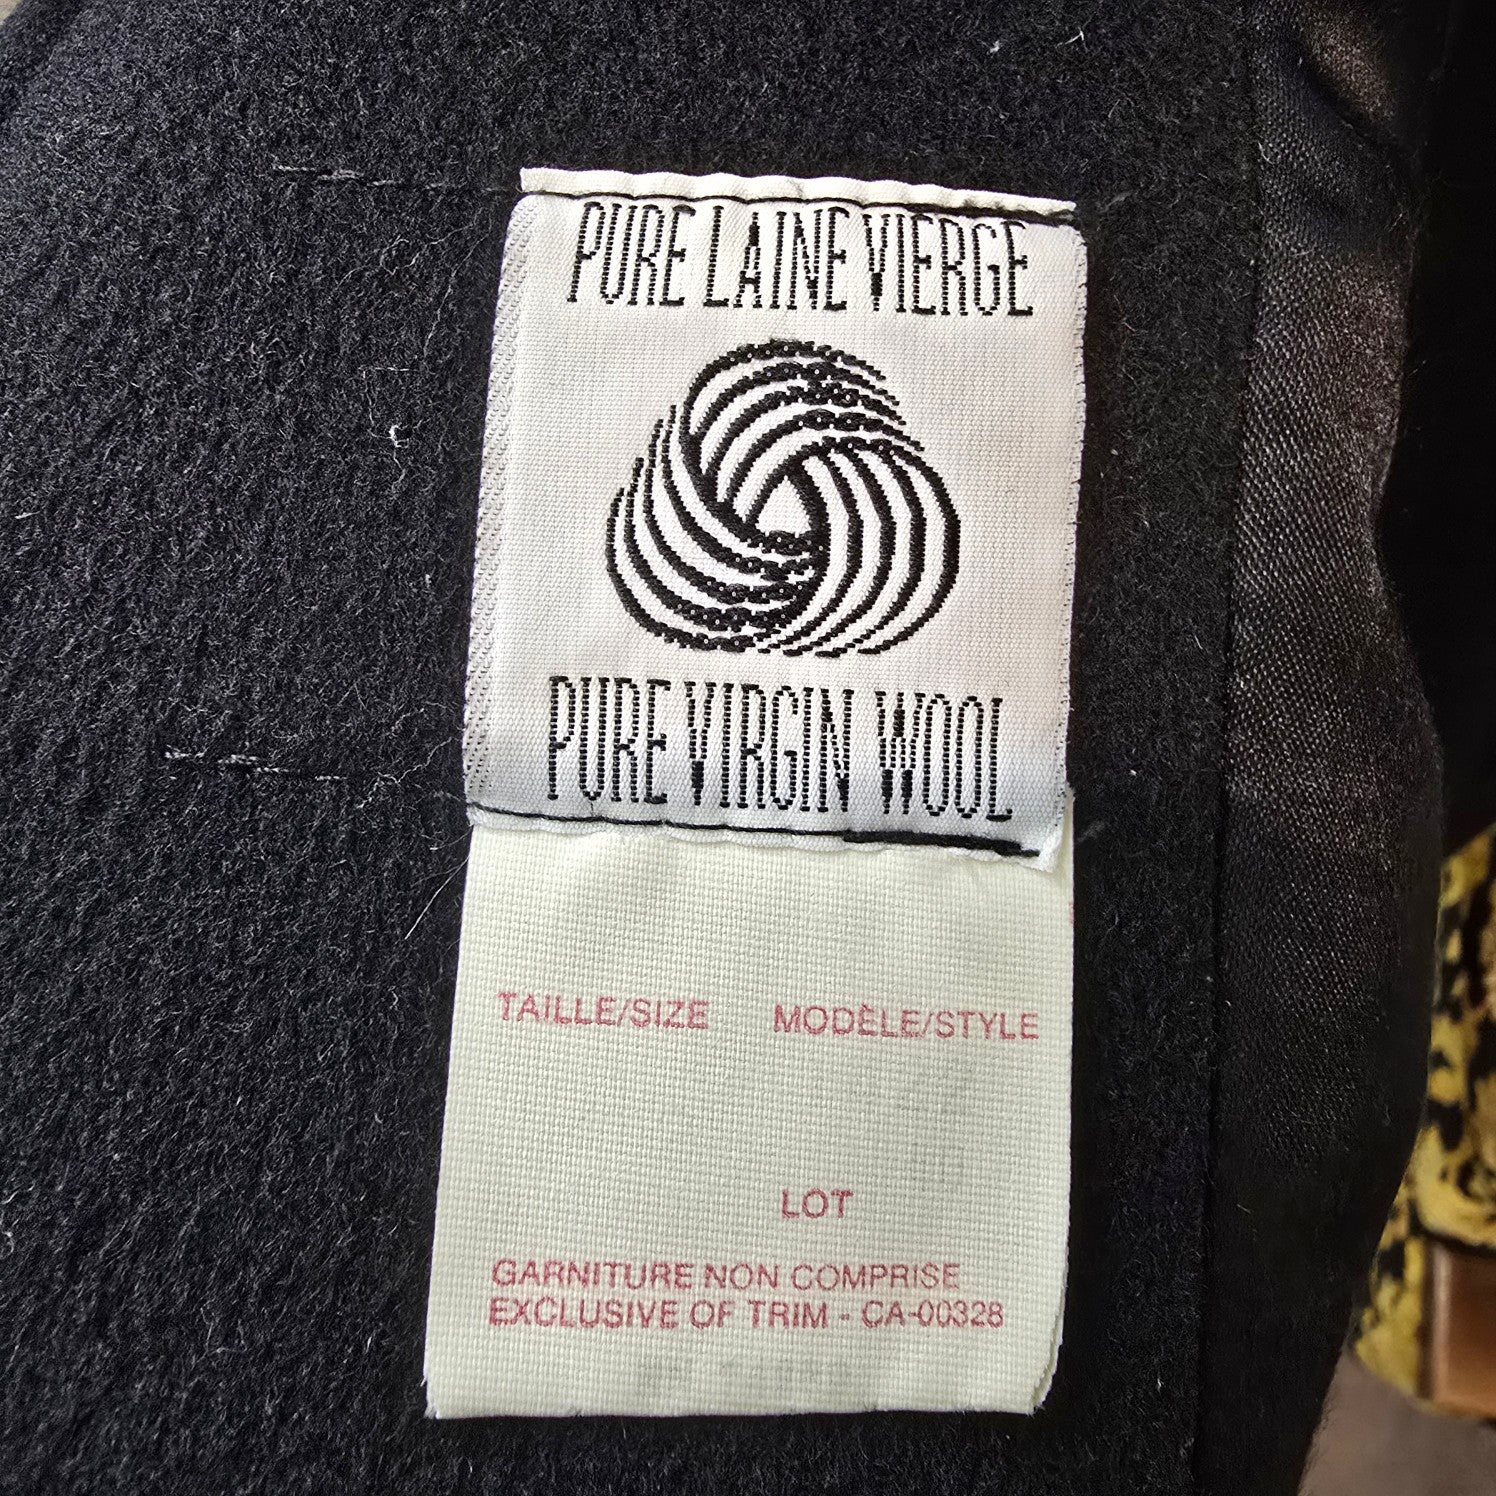 PURE LAINE VIERGE
PURE VIRGIN WOOL
TAILLE/SIZE MODÈLE/STYLE
LOT
GARNITURE NON COMPRISE
EXCLUSIVE OF TRIM - CA-00328